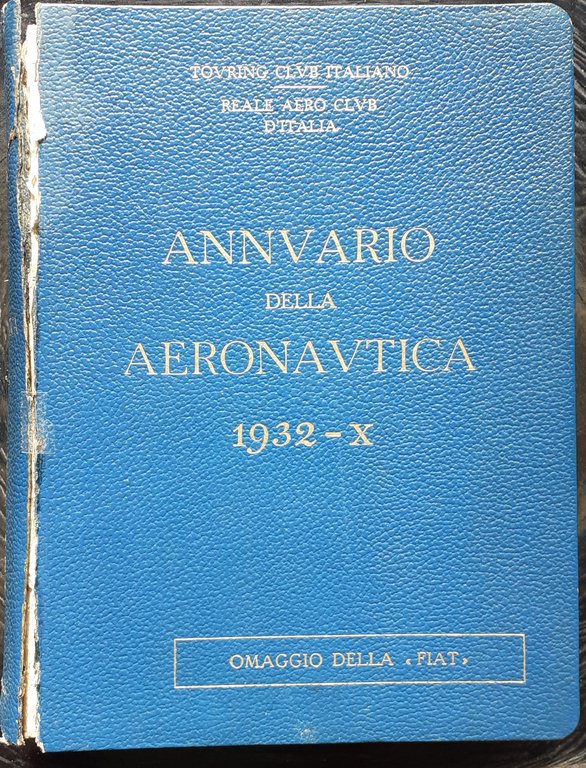 TOVRING CLVB ITALIANO
REALE AERO CLVB
D'ITALIA
ANNVARIO
DELLA
AERONAVTICA
1932 - X
OMAGGIO DELLA «FIAT»